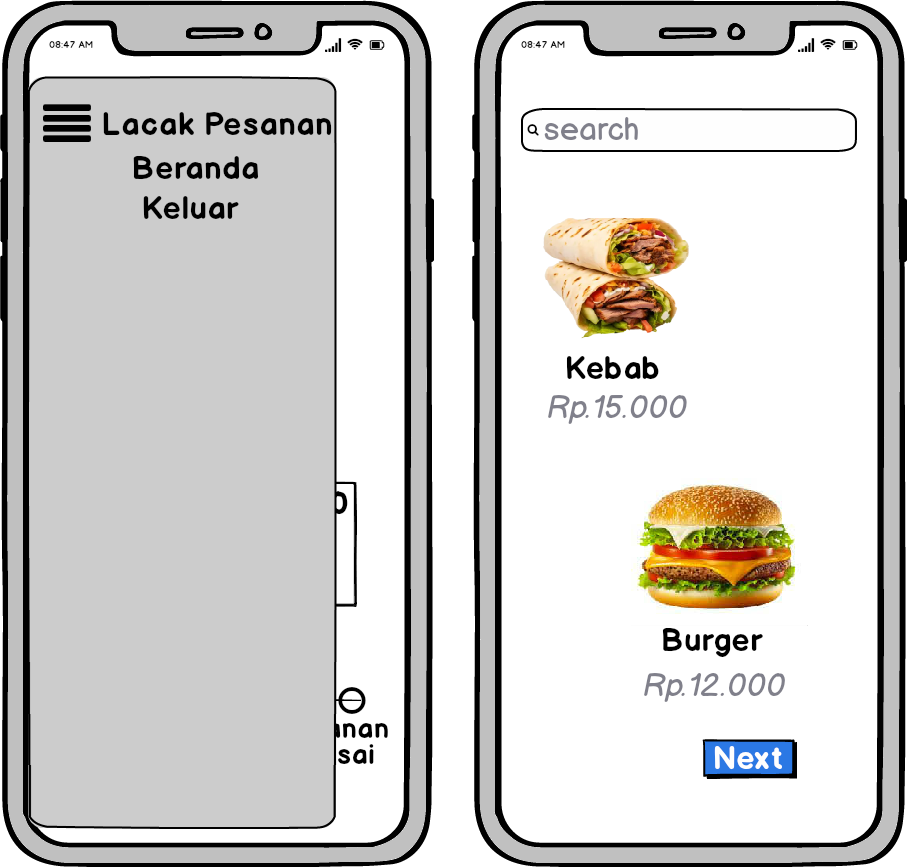 08:47 AM
Lacak Pesanan
Beranda
Keluar
sai
08:47 AM
search
Kebab
Rp.15.000
Burger
Rp.12.000
Next